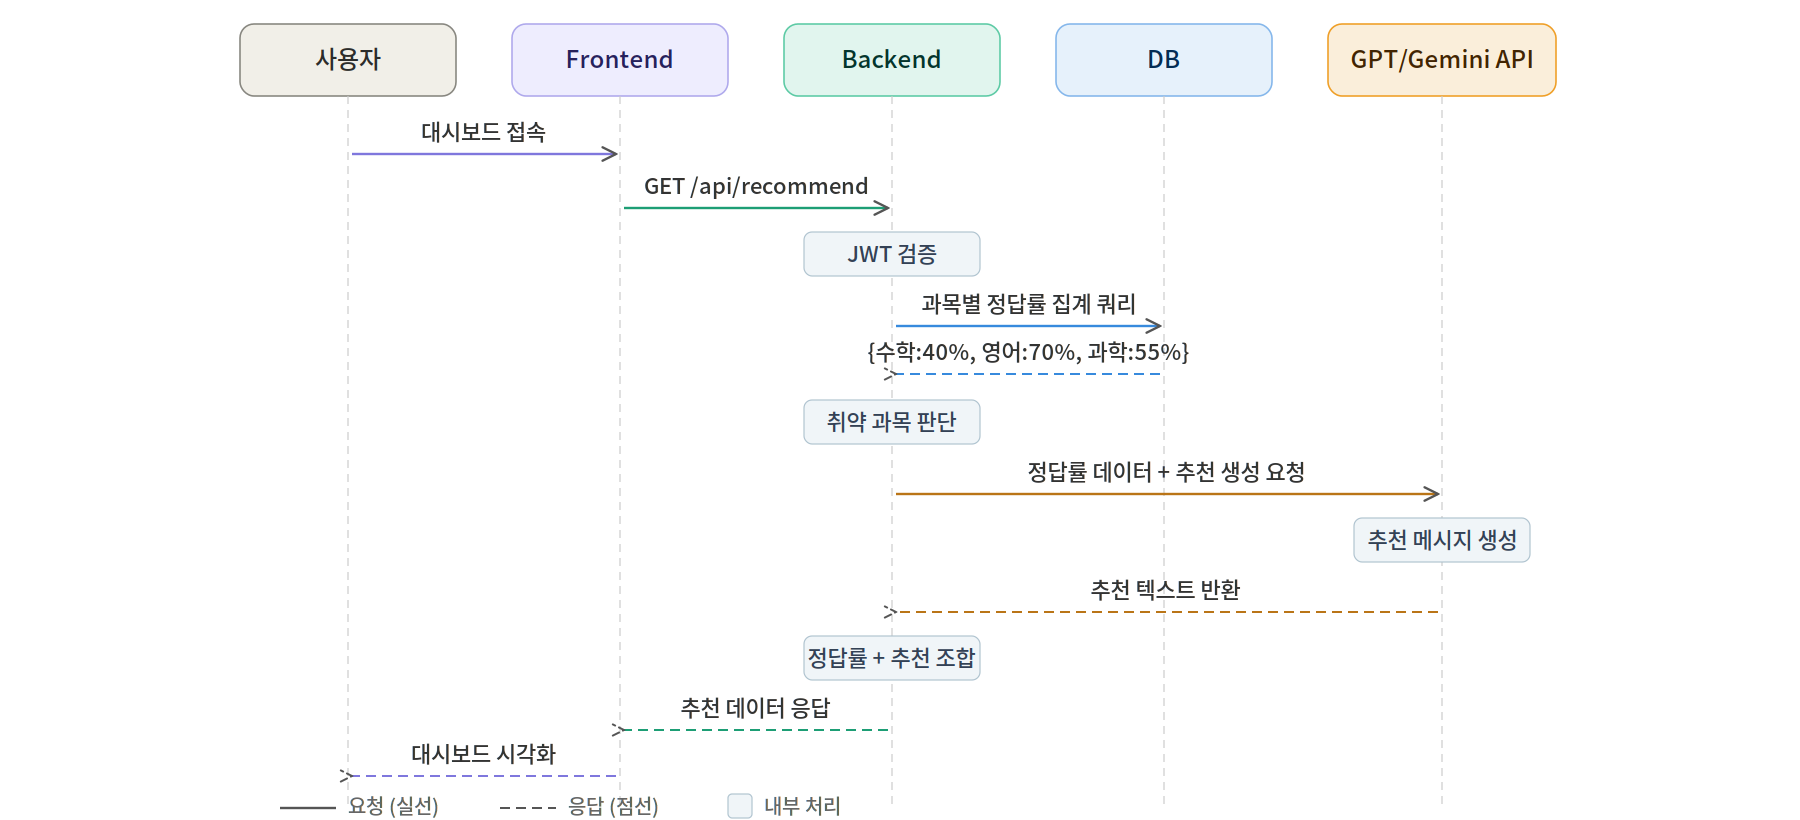 사용자
Frontend
Backend
DB
GPT/Gemini API
대시보드 접속
GET /api/recommend
JWT 검증
과목별 정답률 집계 쿼리
{수학:40%, 영어:70%, 과학:55%}
취약 과목 판단
정답률 데이터 + 추천 생성 요청
추천 메시지 생성
추천 텍스트 반환
정답률 + 추천 조합
추천 데이터 응답
대시보드 시각화
요청 (실선)
응답 (점선)
내부 처리